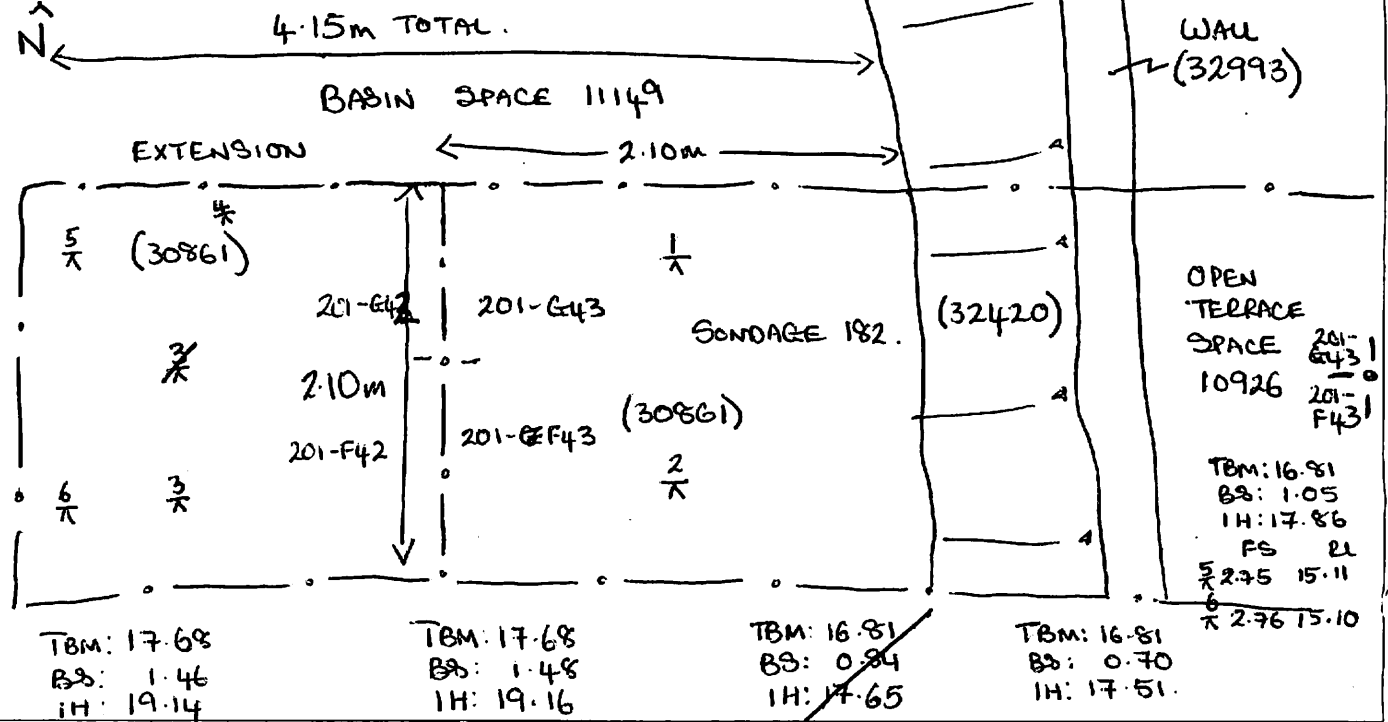 N
4.15m TOTAL.
BASIN SPACE 11149
EXTENSION
2.10m
WALL
(32993)
5
4
(30861)
1
201-G42
201-G43
SONDAGE 182.
(32420)
OPEN
TERRACE
SPACE
10926
201-
G43
201-
F43
3
2.10m
(30861)
201-F42
201-F43
2
6
3
TBM: 16.81
BS: 1.05
IH: 17.86
FS RL
5 2.75 15.11
6 2.76 15.10
TBM: 17.68
BS: 1.46
IH: 19.14
TBM: 17.68
BS: 1.48
IH: 19.16
TBM: 16.81
BS: 0.84
IH: 17.65
TBM: 16.81
BS: 0.70
IH: 17.51.